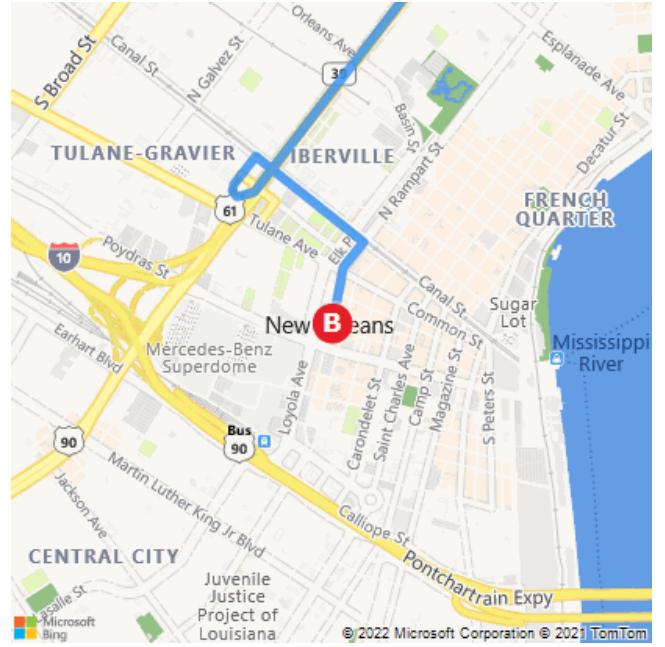 Orleans Ave
S Broad St
Canal St
N Galvez St
39
Esplanade Ave
Basin St
Decatur St
TULANE-GRAVIER
IBERVILLE
N Rampart St
FRENCH
QUARTER
61
Tulane Ave
Elk P
10
Poydras St
Canal St
Sugar
Lot
Common St
B
Earhart Blvd
Mercedes-Benz
Superdome
Mississippi
River
Loyola Ave
Carondelet St
Saint Charles Ave
Camp St
Magazine St
S Peters St
90
Bus
90
Martin Luther King Jr Blvd
Jackson Ave
Calliope St
CENTRAL CITY
Pontchartrain Expy
Lasalle St
Juvenile
Justice
Project of
Louisiana
Microsoft
Bing
© 2022 Microsoft Corporation © 2021 TomTom